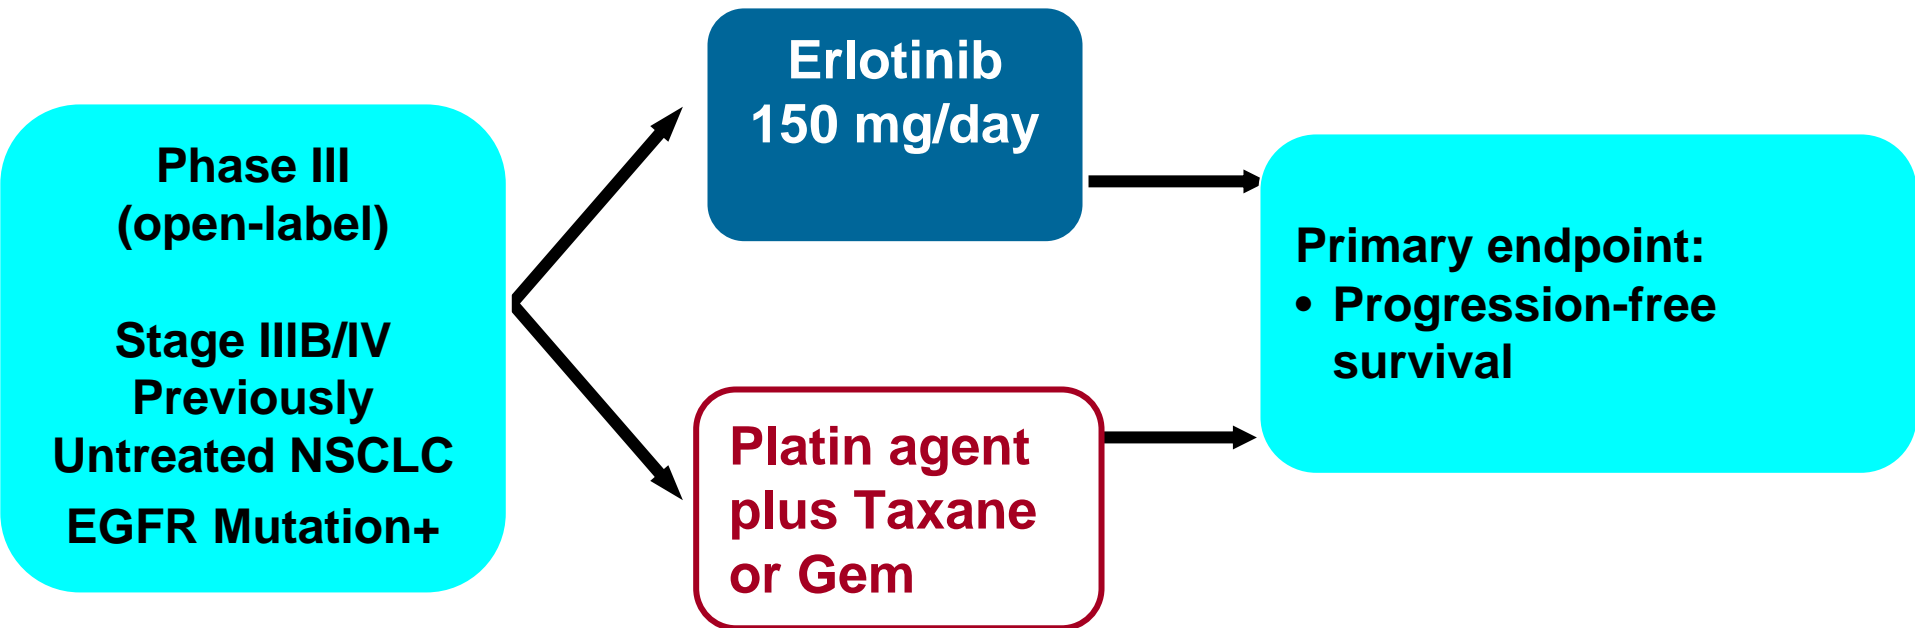 Phase III
(open-label)
Stage IIIB/IV
Previously
Untreated NSCLC
EGFR Mutation+
Erlotinib
150 mg/day
Platin agent
plus Taxane
or Gem
Primary endpoint:
• Progression-free
survival